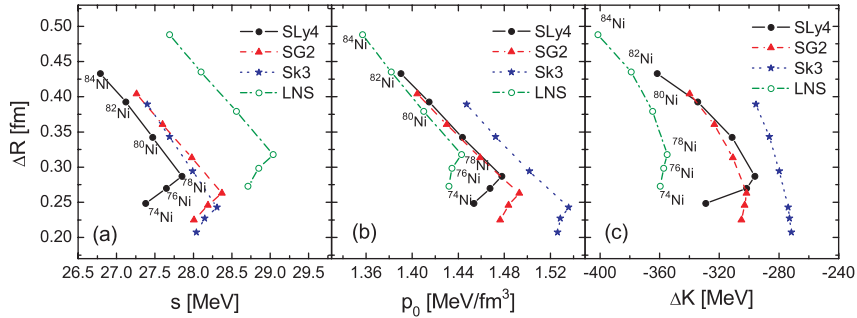 0.50
0.45
0.40
0.35
0.30
0.25
0.20
ΔR [fm]
SLy4
SG2
Sk3
LNS
⁸⁴Ni
⁸²Ni
⁸⁰Ni
⁷⁸Ni
⁷⁶Ni
⁷⁴Ni
(a)
26.5 27.0 27.5 28.0 28.5 29.0 29.5
s [MeV]
SLy4
SG2
Sk3
LNS
⁸⁴Ni
⁸²Ni
⁸⁰Ni
⁷⁸Ni
⁷⁶Ni
⁷⁴Ni
(b)
1.36 1.40 1.44 1.48 1.52
p₀ [MeV/fm³]
SLy4
SG2
Sk3
LNS
⁸⁴Ni
⁸²Ni
⁸⁰Ni
⁷⁸Ni
⁷⁶Ni
⁷⁴Ni
(c)
-400 -360 -320 -280 -240
ΔK [MeV]